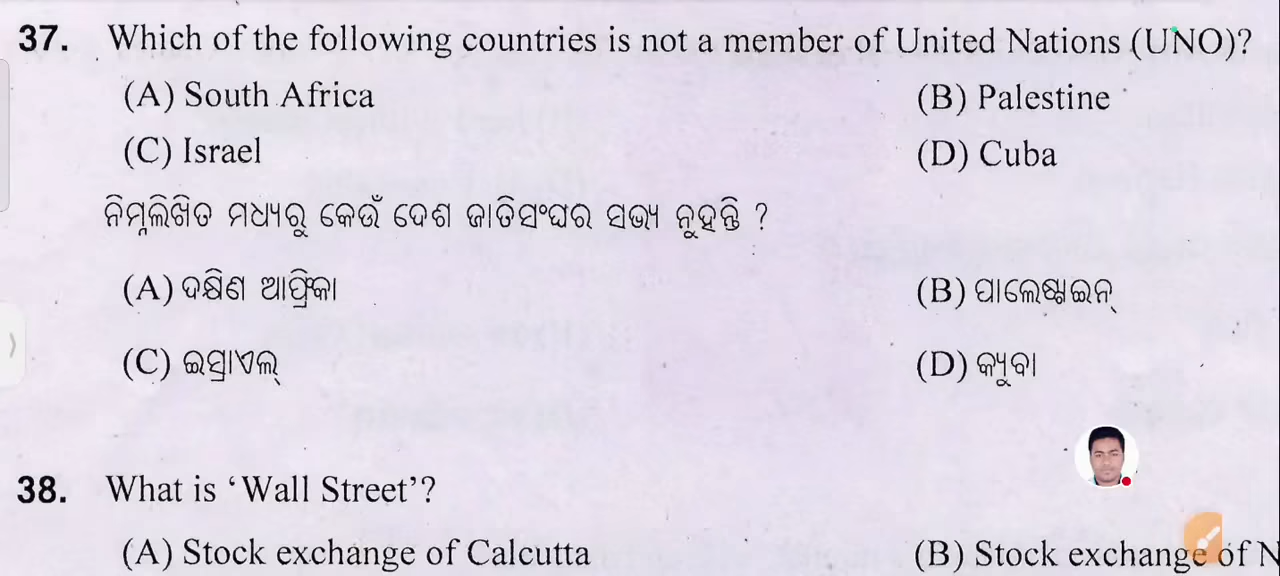 37. Which of the following countries is not a member of United Nations (UNO)?
(A) South Africa (B) Palestine
(C) Israel (D) Cuba
ନିମ୍ନଲିଖିତ ମଧ୍ୟରୁ କେଉଁ ଦେଶ ଜାତିସଂଘର ସଭ୍ୟ ନୁହନ୍ତି ?
(A) ଦକ୍ଷିଣ ଆଫ୍ରିକା (B) ପାଲେଷ୍ଟାଇନ୍
(C) ଇସ୍ରାଏଲ୍ (D) କ୍ୟୁବା
38. What is ‘Wall Street’?
(A) Stock exchange of Calcutta (B) Stock exchange of N